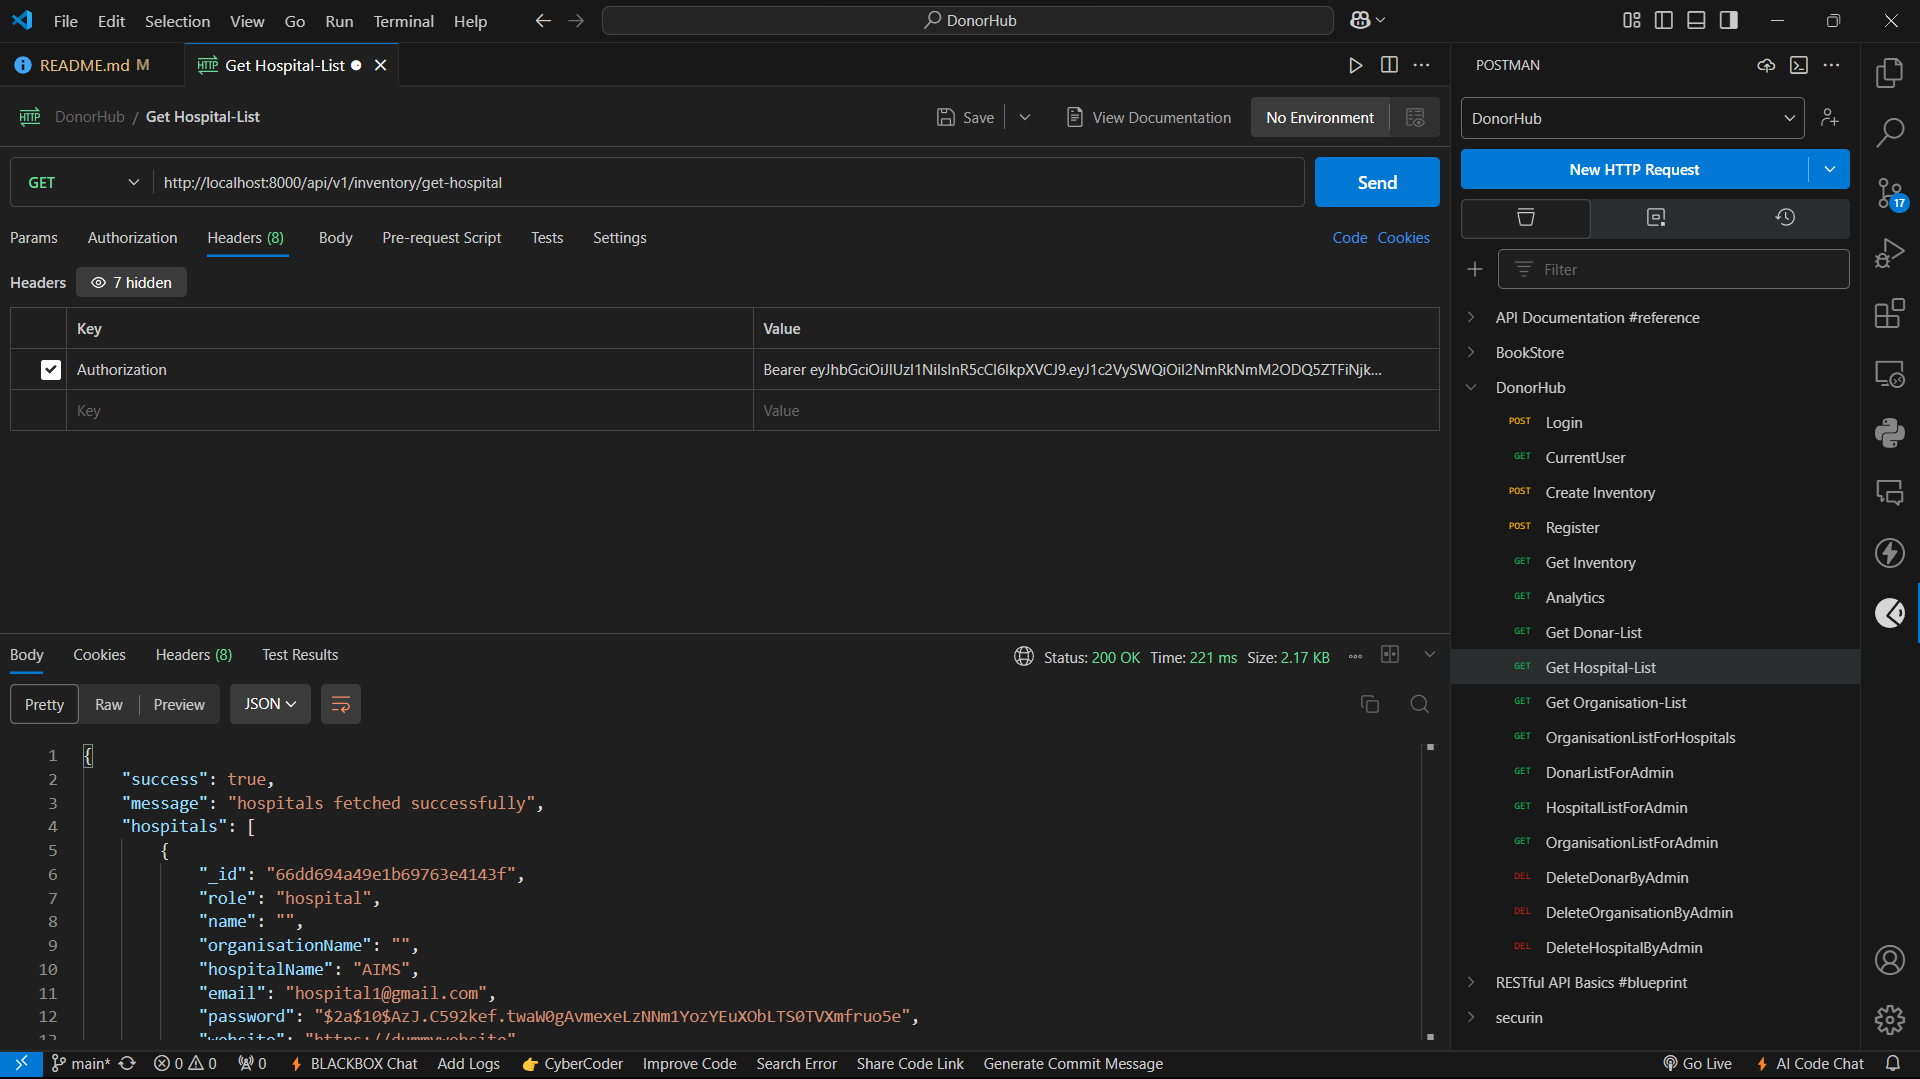 File Edit Selection View Go Run Terminal Help
DonorHub
README.md M
HTTP Get Hospital-List
POSTMAN
HTTP DonorHub / Get Hospital-List
Save
View Documentation
No Environment
DonorHub
GET
http://localhost:8000/api/v1/inventory/get-hospital
Send
New HTTP Request
17
Params Authorization Headers (8) Body Pre-request Script Tests Settings
Code Cookies
Headers 7 hidden
Filter
Key Value
Authorization
Key Value
API Documentation #reference
BookStore
DonorHub
POST Login
GET CurrentUser
POST Create Inventory
POST Register
GET Get Inventory
GET Analytics
GET Get Donar-List
GET Get Hospital-List
GET Get Organisation-List
GET OrganisationListForHospitals
GET DonarListForAdmin
GET HospitalListForAdmin
GET OrganisationListForAdmin
DEL DeleteDonarByAdmin
DEL DeleteOrganisationByAdmin
DEL DeleteHospitalByAdmin
RESTful API Basics #blueprint
securin
Body Cookies Headers (8) Test Results
Status: 200 OK Time: 221 ms Size: 2.17 KB
Pretty Raw Preview JSON
1 {
2 "success": true,
3 "message": "hospitals fetched successfully",
4 "hospitals": [
5 {
6 "_id": "66dd694a49e1b69763e4143f",
7 "role": "hospital",
8 "name": "",
9 "organisationName": "",
10 "hospitalName": "AIMS",
11 "email": "hospital1@gmail.com",
12 "password": "$2a$10$AzJ.C592kef.twaW0gAvmexeLzNNm1YozYEuXObLTS0TVXmfruo5e",
13 "website": "https://dummywebsite"
main* 0 0 0 BLACKBOX Chat Add Logs CyberCoder Improve Code Search Error Share Code Link Generate Commit Message
Go Live AI Code Chat